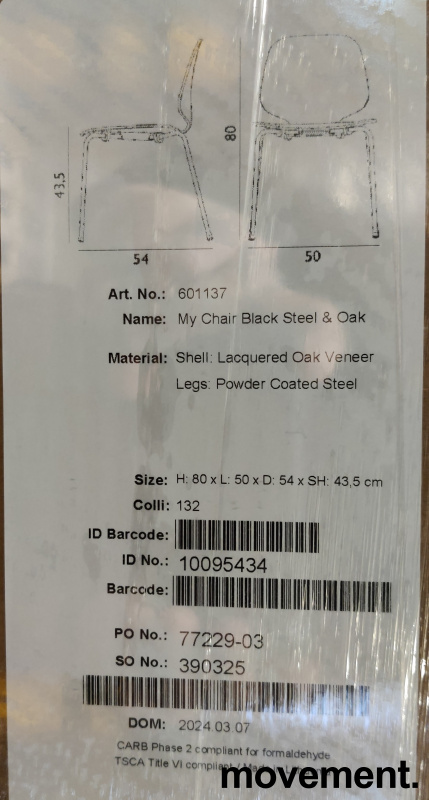 80
43.5
54
50
Art. No.: 601137
Name: My Chair Black Steel & Oak
Material: Shell: Lacquered Oak Veneer
Legs: Powder Coated Steel
Size: H: 80 x L: 50 x D: 54 x SH: 43,5 cm
Colli: 132
ID Barcode:
ID No.: 10095434
Barcode:
PO No.: 77229-03
SO No.: 390325
DOM: 2024.03.07
CARB Phase 2 compliant for formaldehyde
TSCA Title VI compliant /
movement.